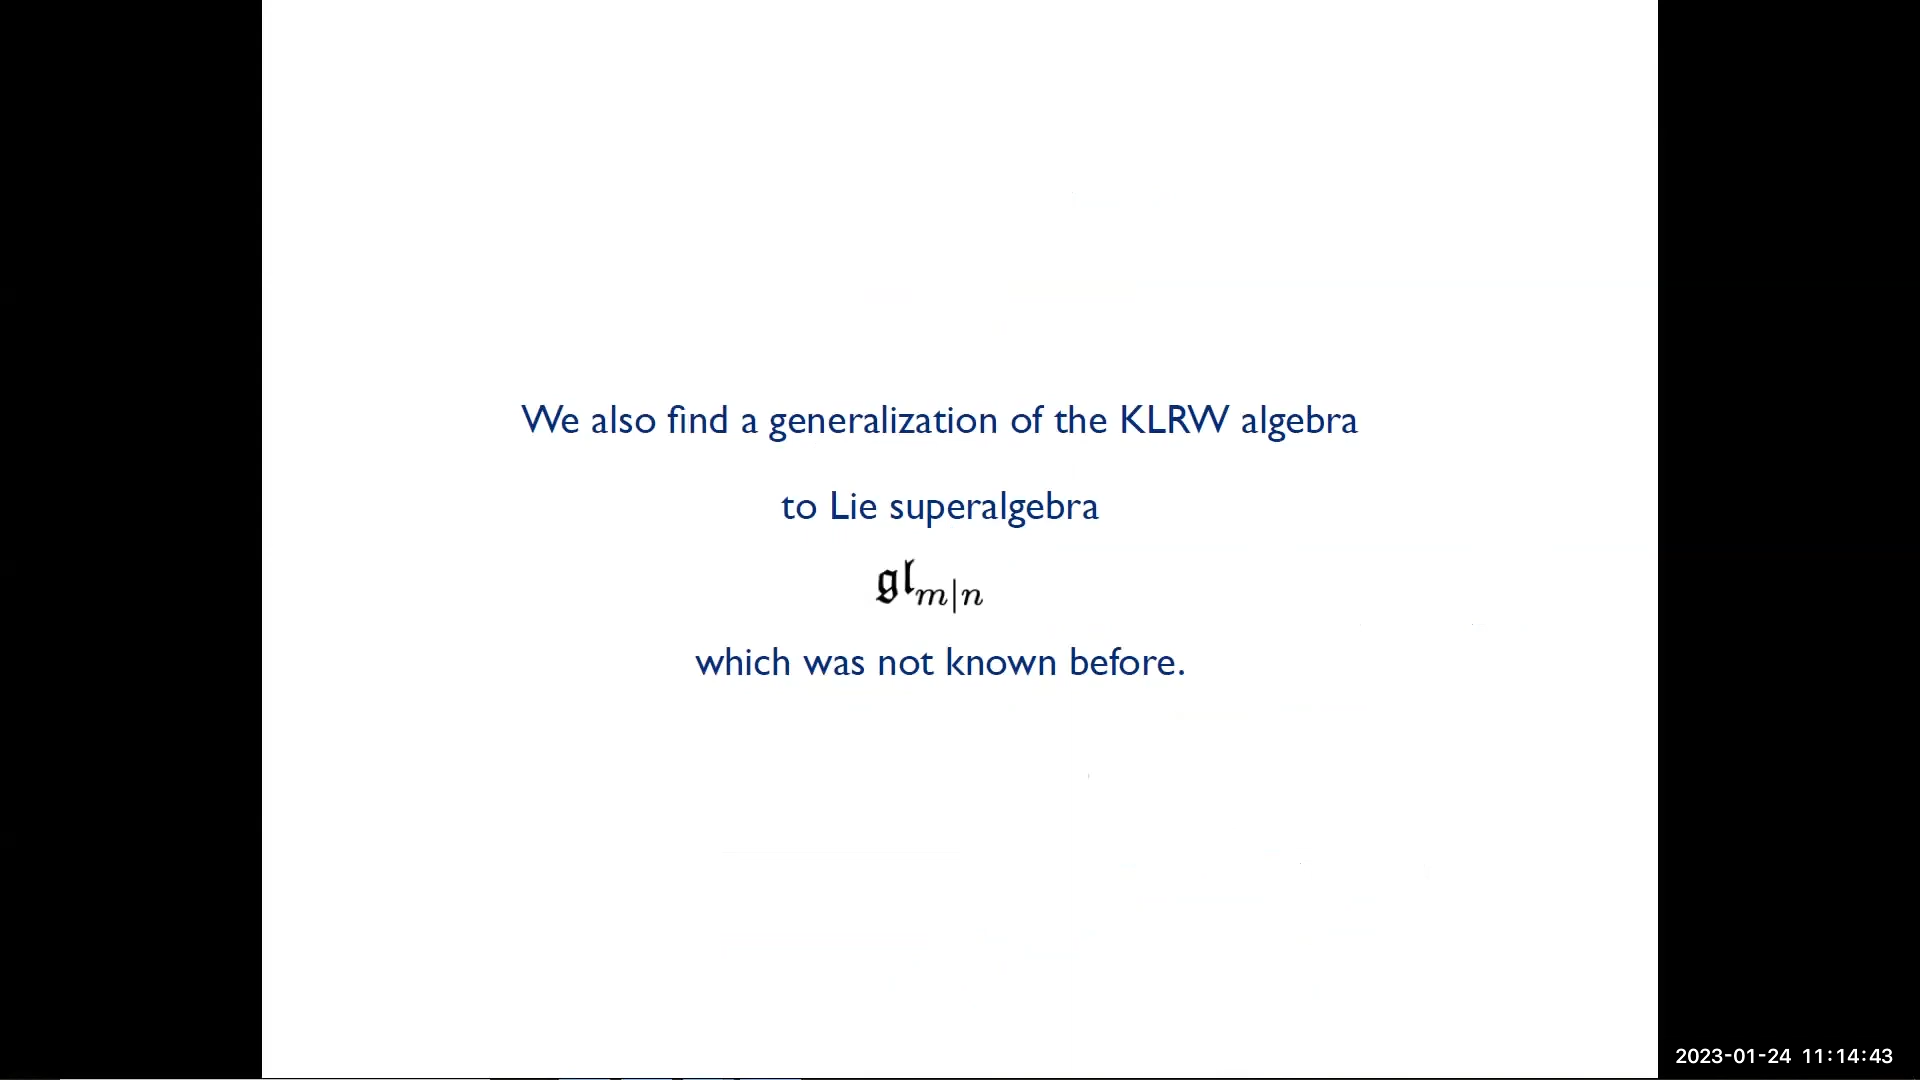 We also find a generalization of the KLRW algebra
to Lie superalgebra
𝔤𝔩_{m|n}
which was not known before.
2023-01-24 11:14:43